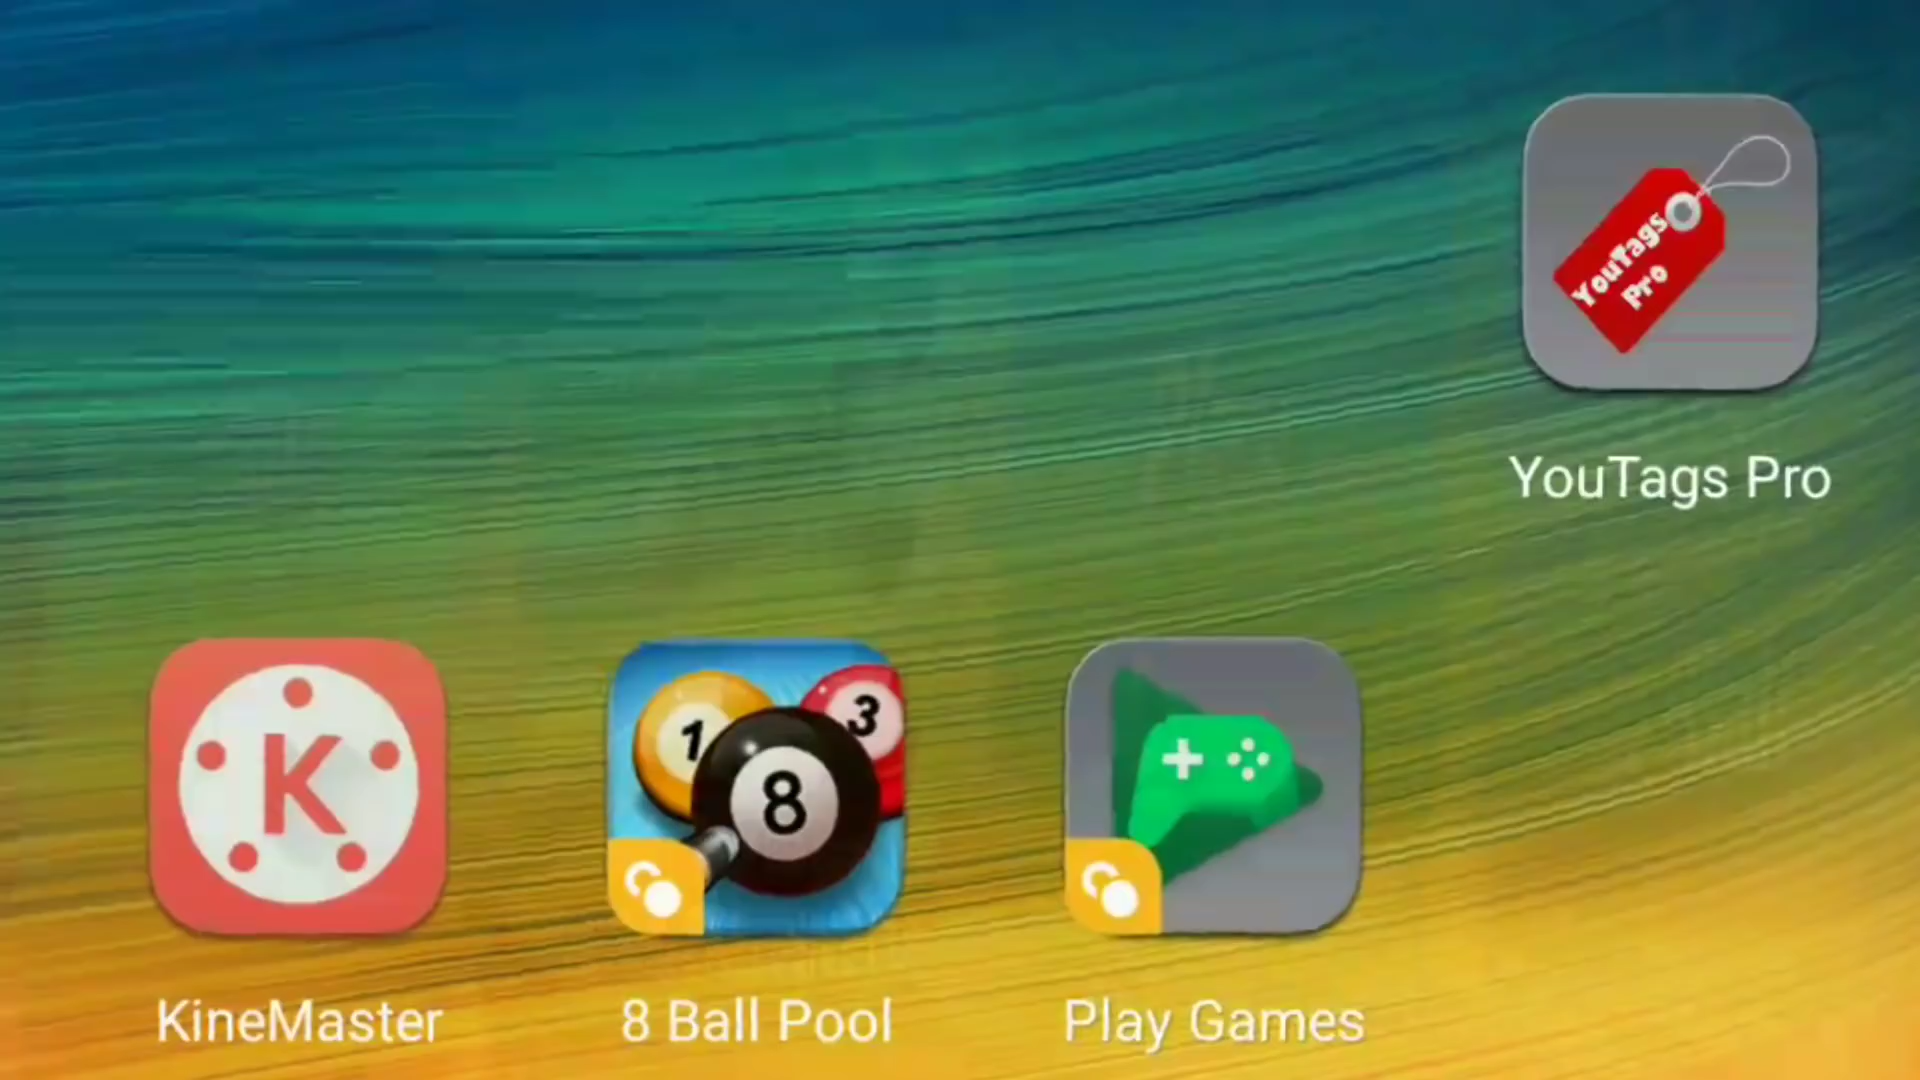 YouTags
Pro
YouTags Pro
K
1
3
8
KineMaster
8 Ball Pool
Play Games